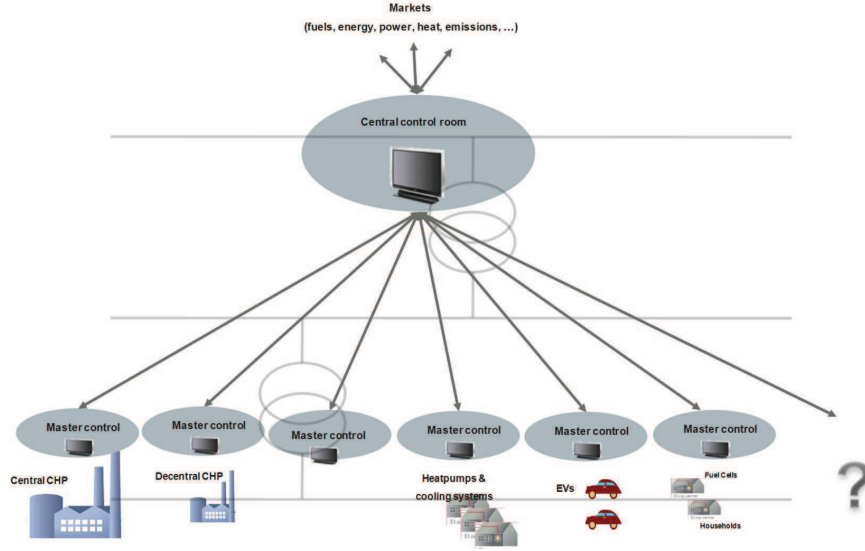 Markets
(fuels, energy, power, heat, emissions, ...)
Central control room
Master control
Master control
Master control
Master control
Master control
Master control
Central CHP
Decentral CHP
Heatpumps &
cooling systems
EVs
Fuel Cells
Households
?